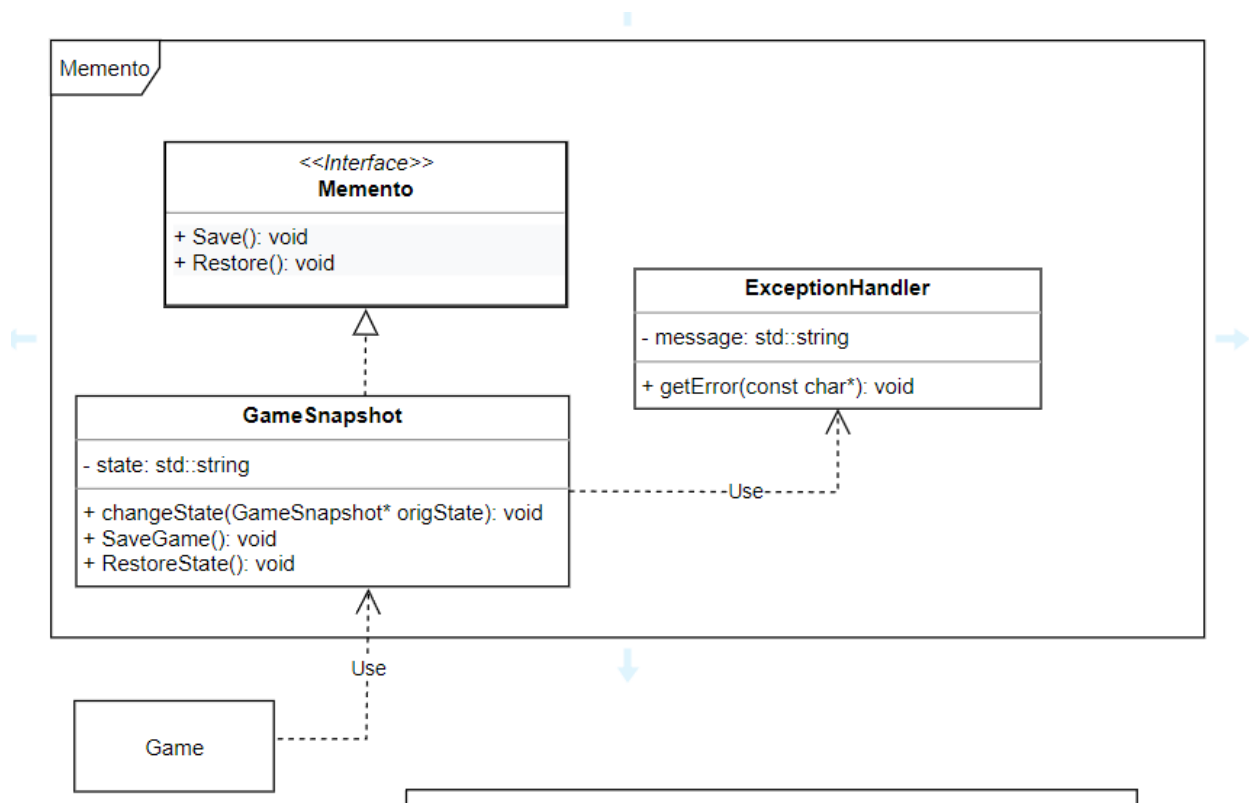 Memento
<<Interface>>
Memento
+ Save(): void
+ Restore(): void
ExceptionHandler
- message: std::string
+ getError(const char*): void
GameSnapshot
- state: std::string
+ changeState(GameSnapshot* origState): void
+ SaveGame(): void
+ RestoreState(): void
Use
Use
Game